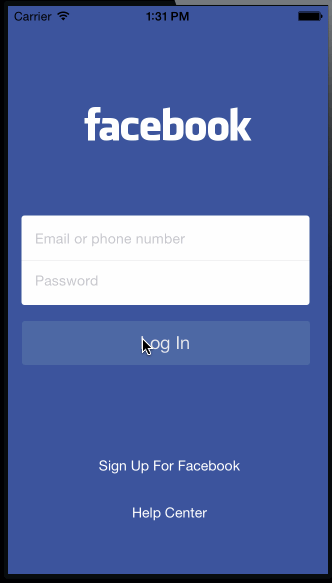 Carrier 1:31 PM
facebook
Email or phone number
Password
Log In
Sign Up For Facebook
Help Center